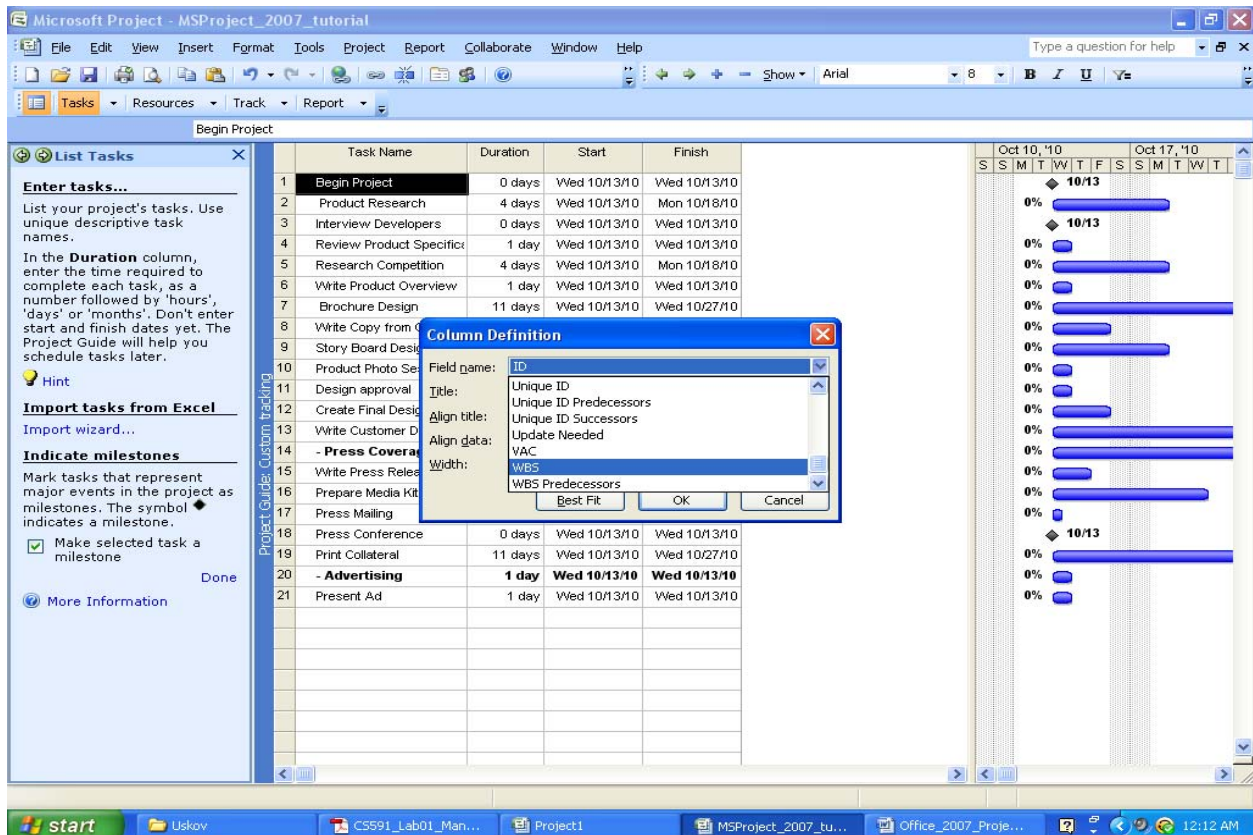 Microsoft Project - MSProject_2007_tutorial
File Edit View Insert Format Tools Project Report Collaborate Window Help Type a question for help
Show Arial 8 B I U
Tasks Resources Track Report
Begin Project
List Tasks
Enter tasks...
List your project's tasks. Use
unique descriptive task
names.
In the Duration column,
enter the time required to
complete each task, as a
number followed by 'hours',
'days' or 'months'. Don't enter
start and finish dates yet. The
Project Guide will help you
schedule tasks later.
Hint
Import tasks from Excel
Import wizard...
Indicate milestones
Mark tasks that represent
major events in the project as
milestones. The symbol ◆
indicates a milestone.
Make selected task a
milestone
Done
More Information
Project Guide: Custom tracking
Task Name Duration Start Finish
1 Begin Project 0 days Wed 10/13/10 Wed 10/13/10
2 Product Research 4 days Wed 10/13/10 Mon 10/18/10
3 Interview Developers 0 days Wed 10/13/10 Wed 10/13/10
4 Review Product Specifica 1 day Wed 10/13/10 Wed 10/13/10
5 Research Competition 4 days Wed 10/13/10 Mon 10/18/10
6 Write Product Overview 1 day Wed 10/13/10 Wed 10/13/10
7 Brochure Design 11 days Wed 10/13/10 Wed 10/27/10
8 Write Copy from
9 Story Board Desig
10 Product Photo Se
11 Design approval
12 Create Final Desig
13 Write Customer D
14 - Press Covera
15 Write Press Relea
16 Prepare Media Kit
17 Press Mailing
18 Press Conference 0 days Wed 10/13/10 Wed 10/13/10
19 Print Collateral 11 days Wed 10/13/10 Wed 10/27/10
20 - Advertising 1 day Wed 10/13/10 Wed 10/13/10
21 Present Ad 1 day Wed 10/13/10 Wed 10/13/10
Column Definition
Field name: ID
Title:
Align title:
Align data:
Width:
Unique ID
Unique ID Predecessors
Unique ID Successors
Update Needed
VAC
WBS
WBS Predecessors
Best Fit OK Cancel
Oct 10, '10 Oct 17, '10
S S M T W T F S S M T W T
10/13
0%
10/13
0%
0%
0%
0%
0%
0%
0%
0%
0%
0%
0%
0%
0%
0%
10/13
0%
0%
0%
start Uskov CS591_Lab01_Man... Project1 MSProject_2007_tu... Office_2007_Proje... 12:12 AM